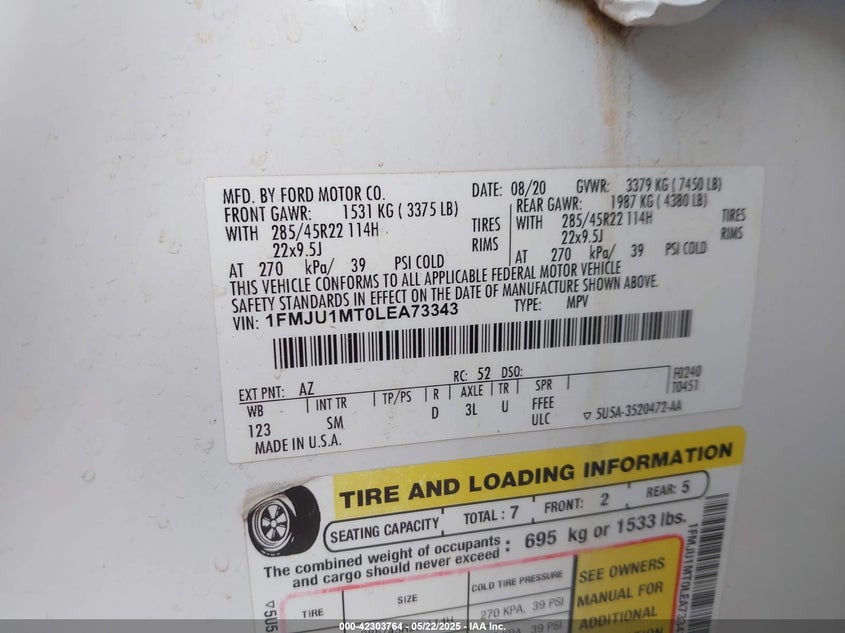 MFD. BY FORD MOTOR CO. DATE: 08/20 GVWR: 3379 KG ( 7450 LB)
FRONT GAWR: 1531 KG ( 3375 LB) REAR GAWR: 1987 KG ( 4380 LB)
WITH 285/45R22 114H TIRES WITH 285/45R22 114H TIRES
22x9.5J RIMS 22x9.5J RIMS
AT 270 kPa/ 39 PSI COLD AT 270 kPa/ 39 PSI COLD
THIS VEHICLE CONFORMS TO ALL APPLICABLE FEDERAL MOTOR VEHICLE
SAFETY STANDARDS IN EFFECT ON THE DATE OF MANUFACTURE SHOWN ABOVE.
VIN: 1FMJU1MT0LEA73343 TYPE: MPV
EXT PNT: AZ RC: 52 DSO: F0240
T0451
WB INT TR TP/PS R AXLE TR SPR
123 SM D 3L U FFEE
ULC ▽ 5U5A-3520472-AA
MADE IN U.S.A.
TIRE AND LOADING INFORMATION
SEATING CAPACITY TOTAL : 7 FRONT: 2 REAR: 5
The combined weight of occupants and cargo should never exceed : 695 kg or 1533 lbs.
TIRE SIZE COLD TIRE PRESSURE
270 KPA, 39 PSI
SEE OWNERS
MANUAL FOR
ADDITIONAL
000-42303764 - 05/22/2025 - IAA Inc.